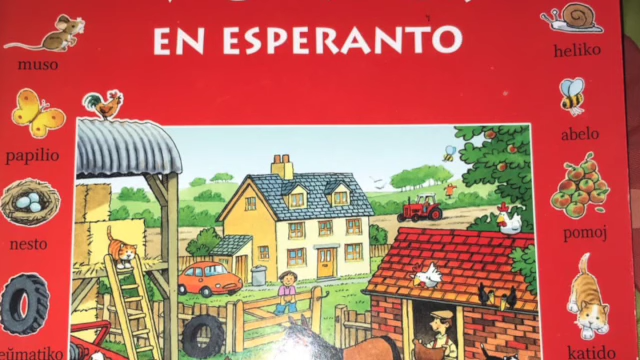 EN ESPERANTO
muso
heliko
papilio
abelo
nesto
pomoj
katido